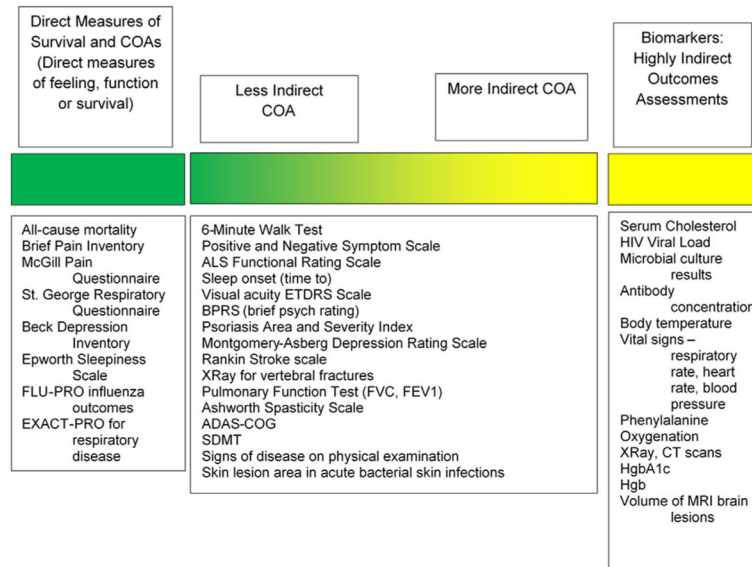 Direct Measures of
Survival and COAs
(Direct measures
of feeling, function
or survival)
Less Indirect
COA
More Indirect COA
Biomarkers:
Highly Indirect
Outcomes
Assessments
All-cause mortality
Brief Pain Inventory
McGill Pain
Questionnaire
St. George Respiratory
Questionnaire
Beck Depression
Inventory
Epworth Sleepiness
Scale
FLU-PRO influenza
outcomes
EXACT-PRO for
respiratory
disease
6-Minute Walk Test
Positive and Negative Symptom Scale
ALS Functional Rating Scale
Sleep onset (time to)
Visual acuity ETDRS Scale
BPRS (brief psych rating)
Psoriasis Area and Severity Index
Montgomery-Asberg Depression Rating Scale
Rankin Stroke scale
XRay for vertebral fractures
Pulmonary Function Test (FVC, FEV1)
Ashworth Spasticity Scale
ADAS-COG
SDMT
Signs of disease on physical examination
Skin lesion area in acute bacterial skin infections
Serum Cholesterol
HIV Viral Load
Microbial culture
results
Antibody
concentration
Body temperature
Vital signs –
respiratory
rate, heart
rate, blood
pressure
Phenylalanine
Oxygenation
XRay, CT scans
HgbA1c
Hgb
Volume of MRI brain
lesions